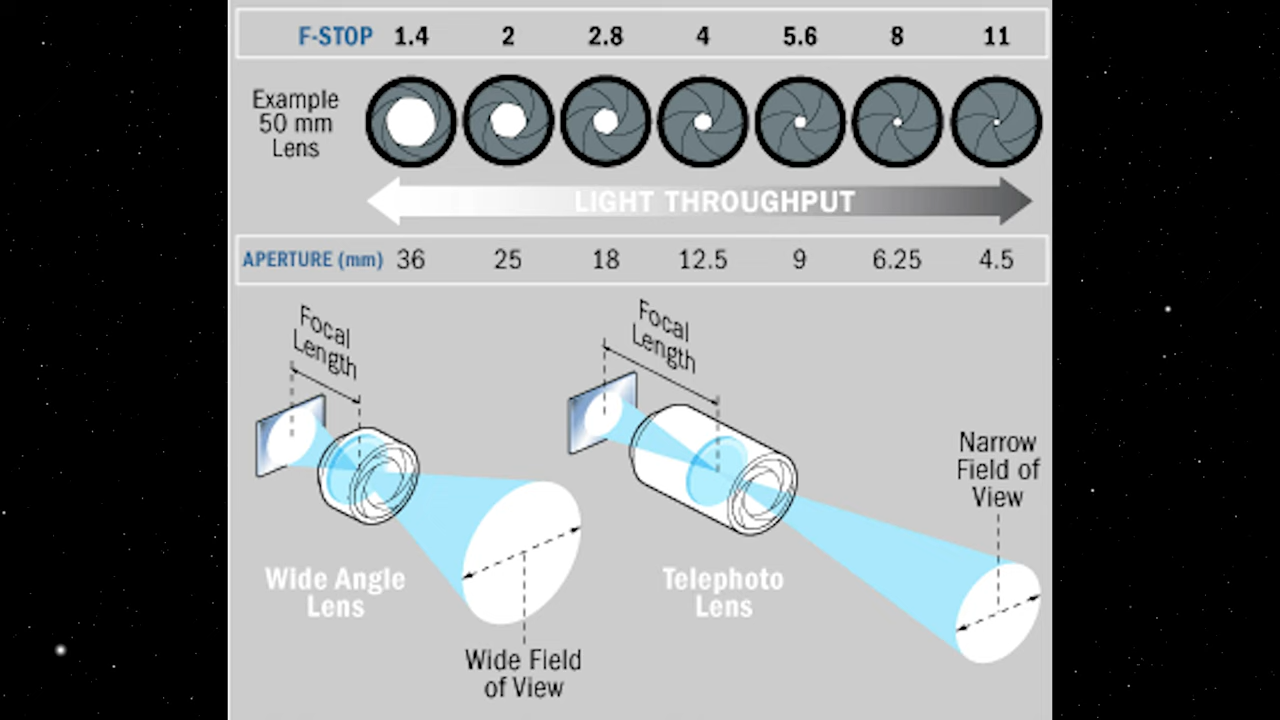 F-STOP 1.4 2 2.8 4 5.6 8 11
Example
50 mm
Lens
LIGHT THROUGHPUT
APERTURE (mm) 36 25 18 12.5 9 6.25 4.5
Focal
Length
Focal
Length
Narrow
Field of
View
Wide Angle
Lens
Telephoto
Lens
Wide Field
of View